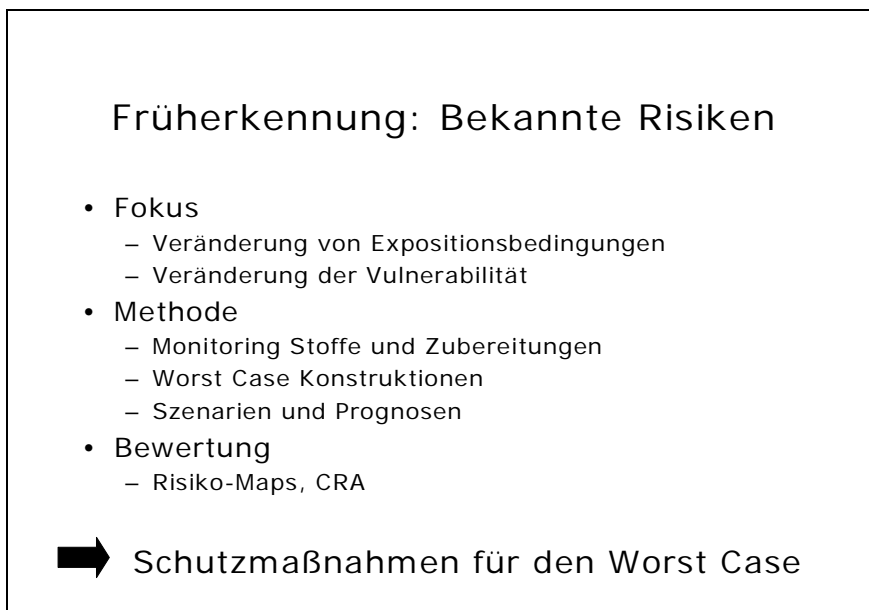 Früherkennung: Bekannte Risiken
• Fokus
– Veränderung von Expositionsbedingungen
– Veränderung der Vulnerabilität
• Methode
– Monitoring Stoffe und Zubereitungen
– Worst Case Konstruktionen
– Szenarien und Prognosen
• Bewertung
– Risiko-Maps, CRA
Schutzmaßnahmen für den Worst Case